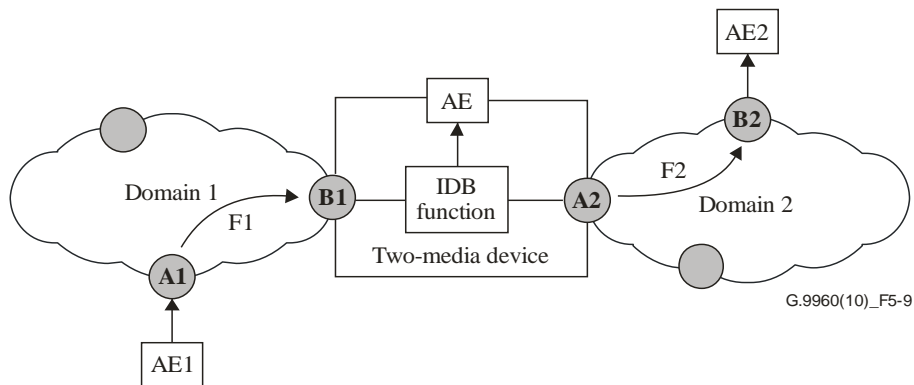 AE2
AE
B2
F2
Domain 1
B1
IDB
function
A2
Domain 2
F1
Two-media device
A1
G.9960(10)_F5-9
AE1